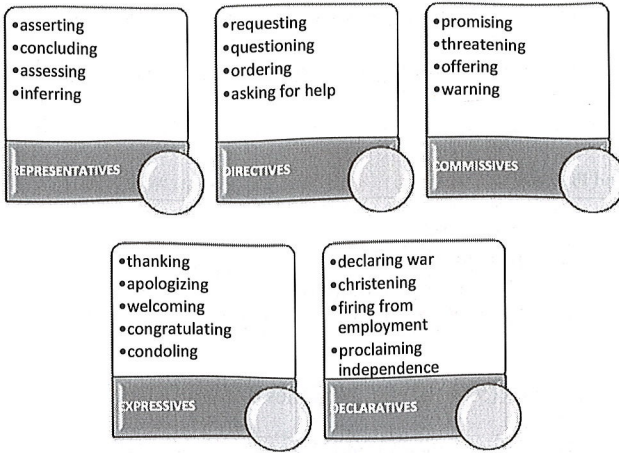 •asserting
•concluding
•assessing
•inferring
REPRESENTATIVES
•requesting
•questioning
•ordering
•asking for help
DIRECTIVES
•promising
•threatening
•offering
•warning
COMMISSIVES
•thanking
•apologizing
•welcoming
•congratulating
•condoling
EXPRESSIVES
•declaring war
•christening
•firing from
employment
•proclaiming
independence
DECLARATIVES